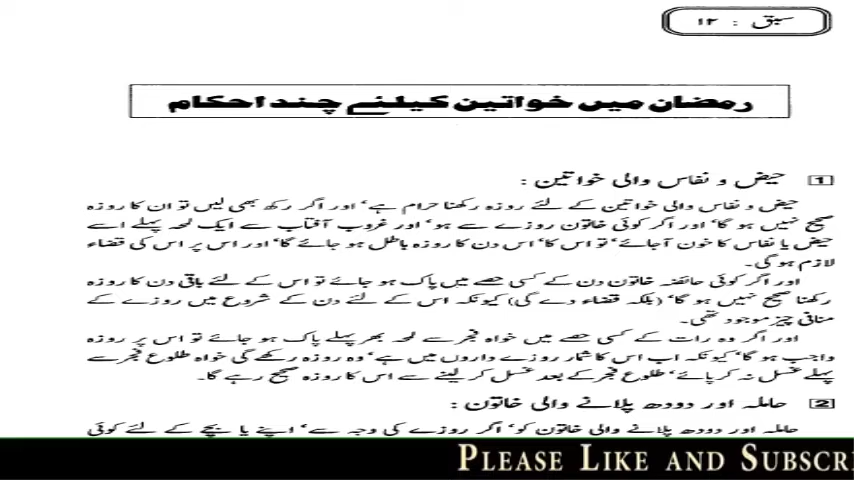 سبق : ۱۲
رمضان میں خواتین کیلئے چند احکام
1 حیض و نفاس والی خواتین :
حیض و نفاس والی خواتین کے لئے روزہ رکھنا حرام ہے' اور اگر رکھ بھی لیں تو ان کا روزہ
صحیح نہیں ہو گا' اور اگر کوئی خاتون روزے سے ہو' اور غروب آفتاب سے ایک لمحہ پہلے اسے
حیض یا نفاس کا خون آجائے' تو اس کا' اس دن کا روزہ باطل ہو جائے گا' اور اس پر اس کی قضاء
لازم ہوگی۔
اور اگر کوئی حائضہ خاتون دن کے کسی حصے میں پاک ہو جائے تو اس کے لئے باقی دن کا روزہ
رکھنا صحیح نہیں ہو گا' (بلکہ قضاء دے گی) کیونکہ اس کے لئے دن کے شروع میں روزے کے
منافی چیز موجود تھی۔
اور اگر وہ رات کے کسی حصے میں خواہ فجر سے لمحہ بھر پہلے پاک ہو جائے تو اس پر روزہ
واجب ہو گا' کیونکہ اب اس کا شمار روزے داروں میں ہے' وہ روزہ رکھے گی خواہ طلوع فجر سے
پہلے غسل نہ کر پائے' طلوع فجر کے بعد غسل کر لینے سے اس کا روزہ صحیح رہے گا۔
2 حاملہ اور دودھ پلانے والی خاتون :
حاملہ اور دودھ پلانے والی خاتون کو' اگر روزے کی وجہ سے' اپنے یا بچے کے لئے کوئی
PLEASE LIKE AND SUBSCRI